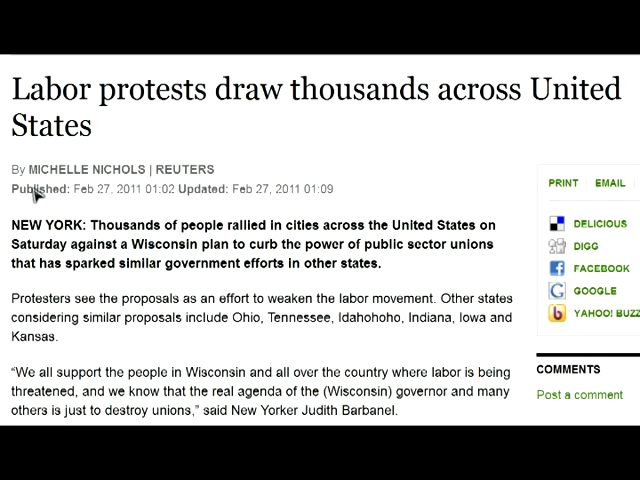 Labor protests draw thousands across United
States
By MICHELLE NICHOLS | REUTERS
Published: Feb 27, 2011 01:02 Updated: Feb 27, 2011 01:09
PRINT EMAIL
NEW YORK: Thousands of people rallied in cities across the United States on
Saturday against a Wisconsin plan to curb the power of public sector unions
that has sparked similar government efforts in other states.
DELICIOUS
DIGG
FACEBOOK
GOOGLE
YAHOO! BUZZ
Protesters see the proposals as an effort to weaken the labor movement. Other states
considering similar proposals include Ohio, Tennessee, Idahohoho, Indiana, Iowa and
Kansas.
“We all support the people in Wisconsin and all over the country where labor is being
threatened, and we know that the real agenda of the (Wisconsin) governor and many
others is just to destroy unions,” said New Yorker Judith Barbanel.
COMMENTS
Post a comment